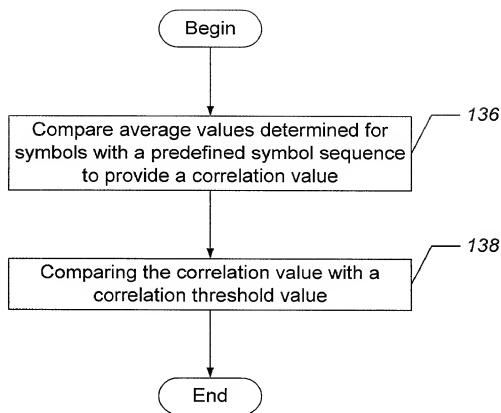 Begin
136
Compare average values determined for
symbols with a predefined symbol sequence
to provide a correlation value
138
Comparing the correlation value with a
correlation threshold value
End